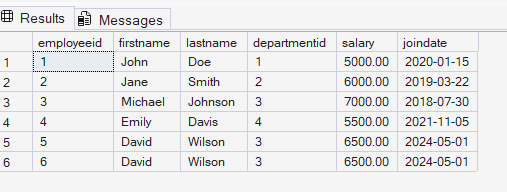 Results Messages
employeeid firstname lastname departmentid salary joindate
1 1 John Doe 1 5000.00 2020-01-15
2 2 Jane Smith 2 6000.00 2019-03-22
3 3 Michael Johnson 3 7000.00 2018-07-30
4 4 Emily Davis 4 5500.00 2021-11-05
5 5 David Wilson 3 6500.00 2024-05-01
6 6 David Wilson 3 6500.00 2024-05-01